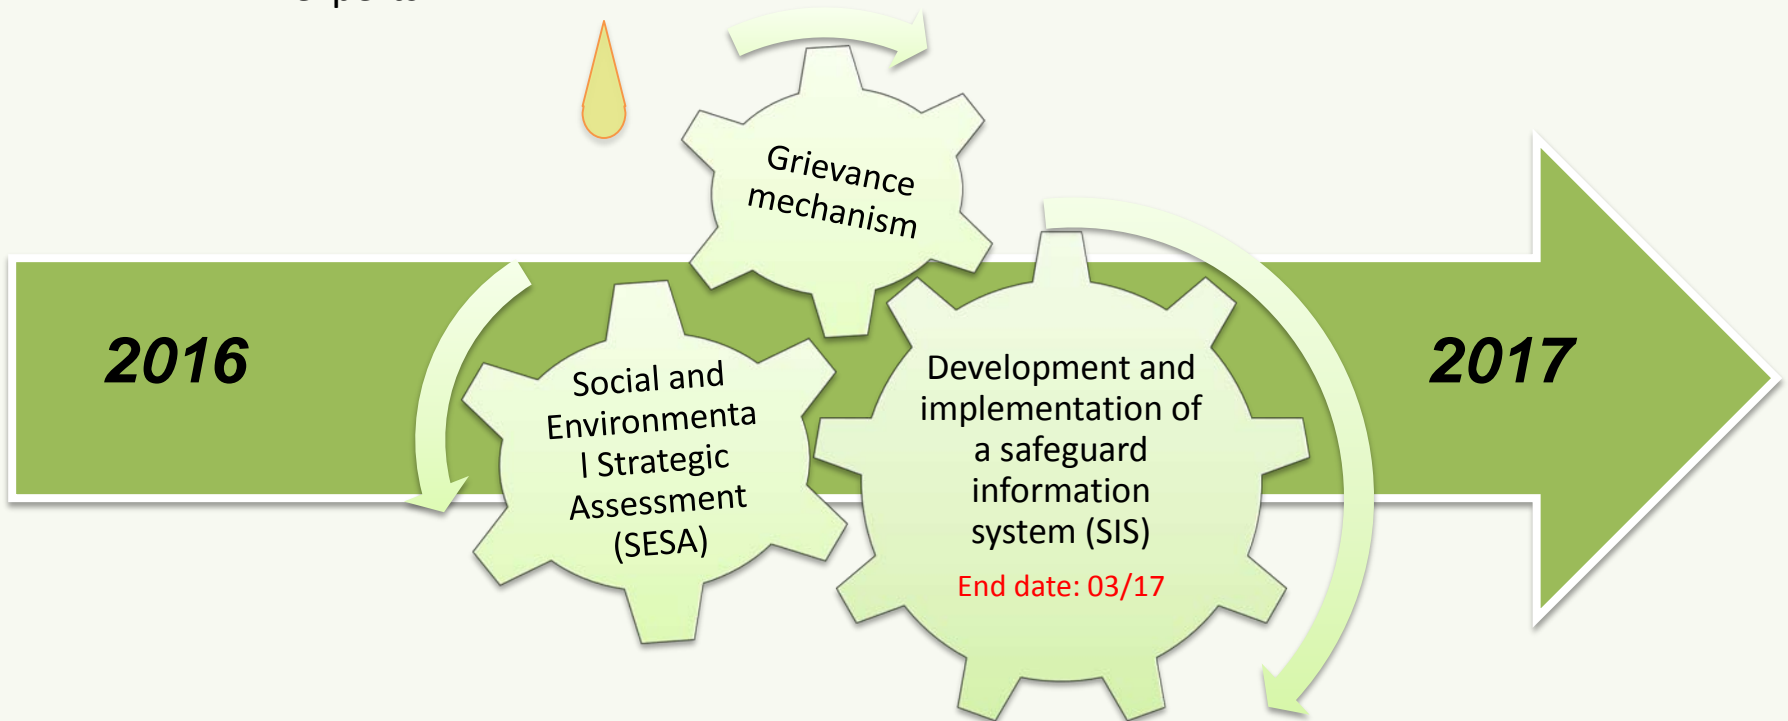 Grievance
mechanism
2016
Social and
Environmenta
l Strategic
Assessment
(SESA)
Development and
implementation of
a safeguard
information
system (SIS)
End date: 03/17
2017